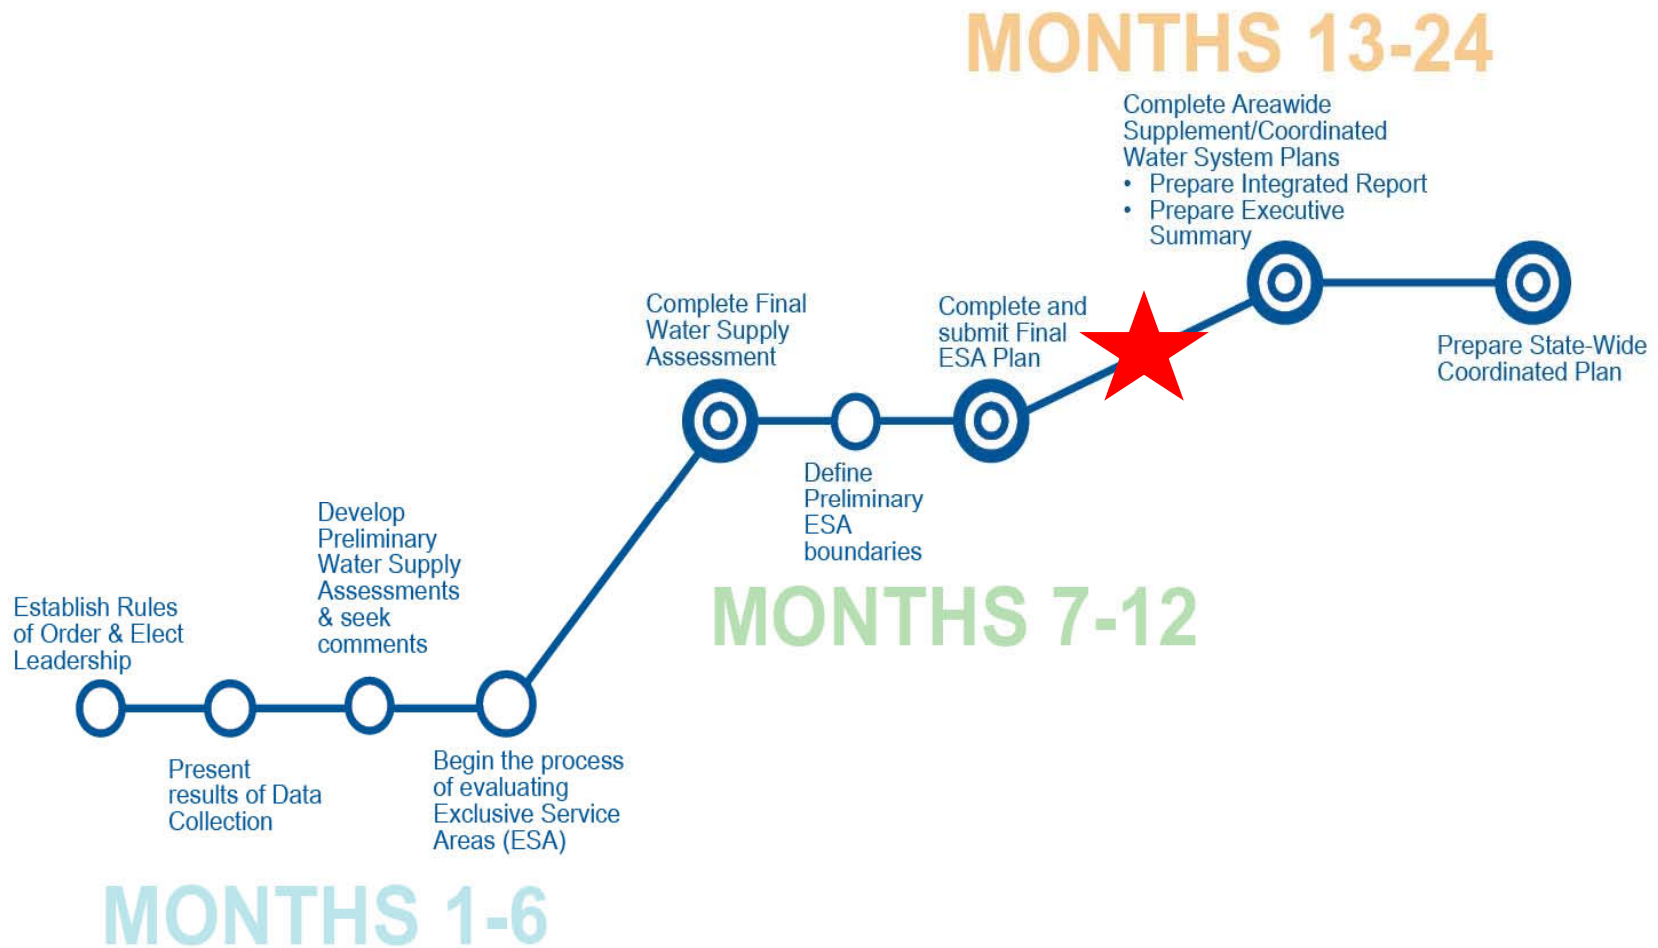 MONTHS 13-24
Complete Areawide
Supplement/Coordinated
Water System Plans
• Prepare Integrated Report
• Prepare Executive
Summary
Complete Final
Water Supply
Assessment
Complete and
submit Final
ESA Plan
Prepare State-Wide
Coordinated Plan
Define
Preliminary
ESA
boundaries
MONTHS 7-12
Develop
Preliminary
Water Supply
Assessments
& seek
comments
Establish Rules
of Order & Elect
Leadership
Present
results of Data
Collection
Begin the process
of evaluating
Exclusive Service
Areas (ESA)
MONTHS 1-6